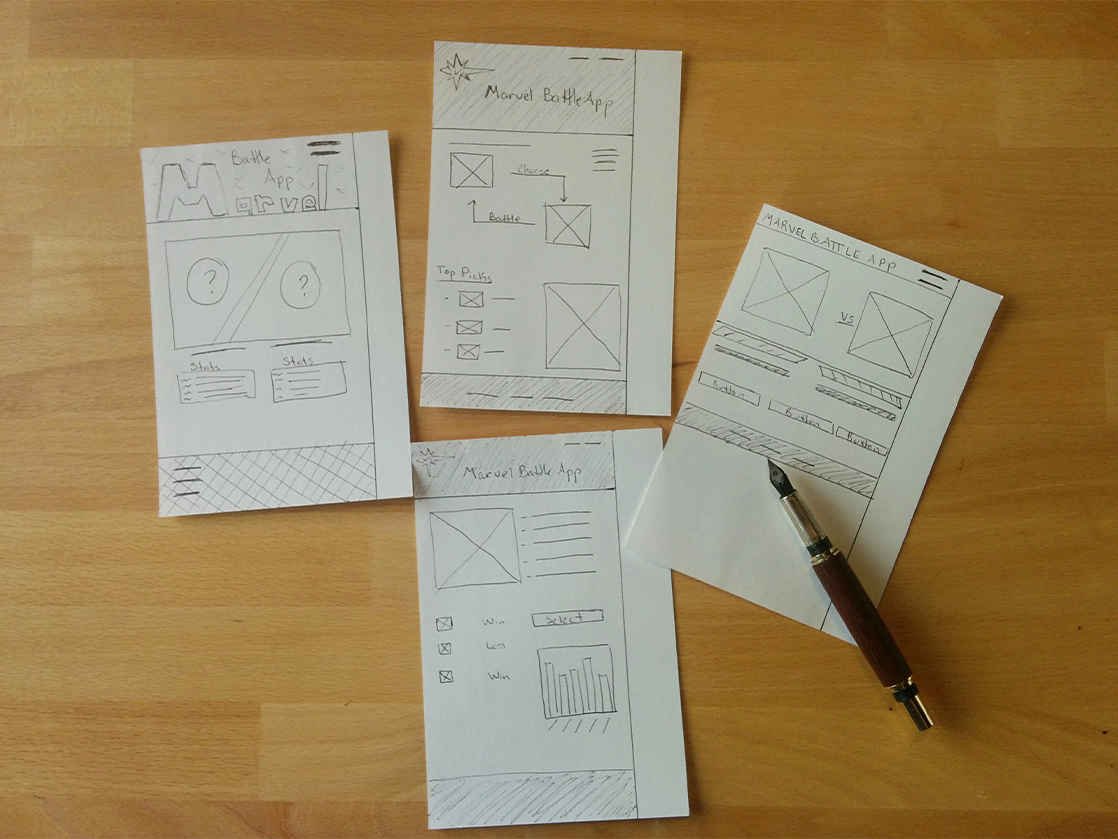 Battle
App
Marvel
?
?
Stats
Stats
Marvel Battle App
Choose
Battle
Top Picks
MARVEL BATTLE APP
VS
Button
Button
Button
Marvel Battle App
Win
Select
Loss
Win